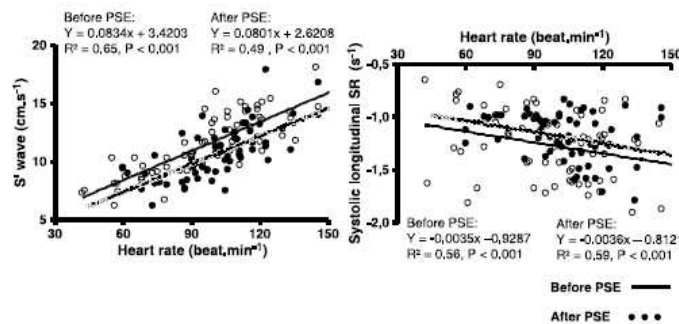 Before PSE: After PSE:
Y = 0.0834x + 3.4203 Y = 0.0801x + 2.6208
R² = 0,65, P < 0,001 R² = 0,49 , P < 0,001
20
15
10
5
S' wave (cm.s⁻¹)
30 60 90 120 150
Heart rate (beat.min⁻¹)
Heart rate (beat.min⁻¹)
30 60 90 120 150
-0,5
-1,0
-1,5
-2,0
Systolic longitudinal SR (s⁻¹)
Before PSE: After PSE:
Y = -0,0035x -0,9287 Y = -0,0036x -0,8121
R² = 0,56, P < 0.001 R² = 0,59, P < 0,001
Before PSE
After PSE